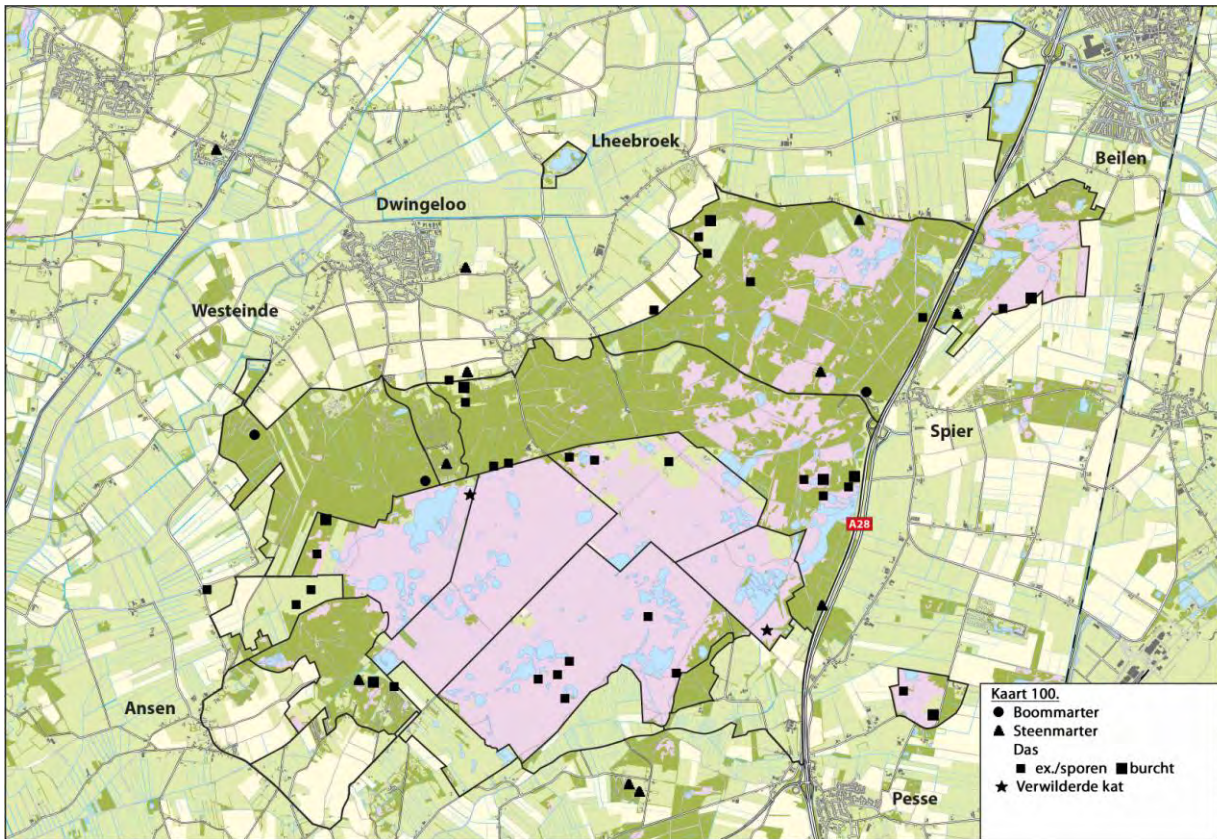 Lheebroek
Beilen
Dwingeloo
Westeinde
Spier
A28
Ansen
Pesse
Kaart 100.
Boommarter
Steenmarter
Das
ex./sporen burcht
Verwilderde kat